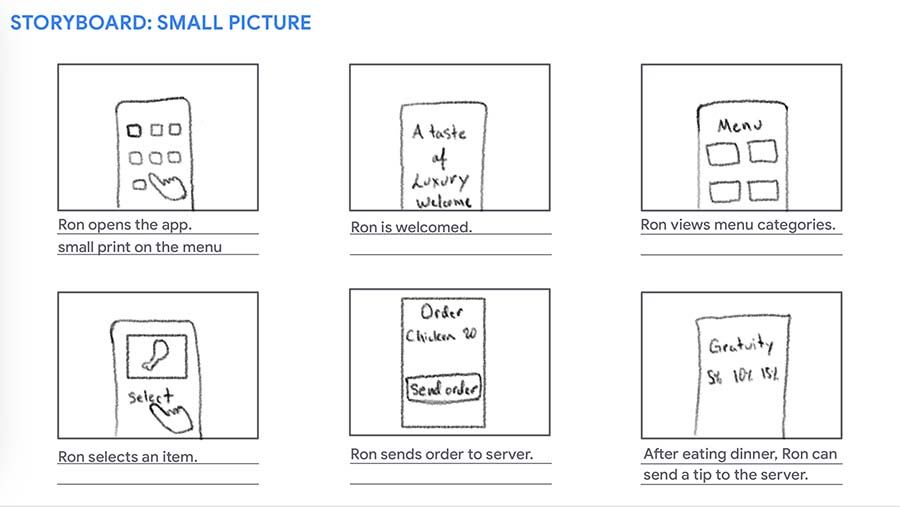 STORYBOARD: SMALL PICTURE
Ron opens the app.
small print on the menu
A taste
of
Luxury
Welcome
Ron is welcomed.
Menu
Ron views menu categories.
Select
Ron selects an item.
Order
Chicken 20
Send order
Ron sends order to server.
Gratuity
5% 10% 15%
After eating dinner, Ron can
send a tip to the server.